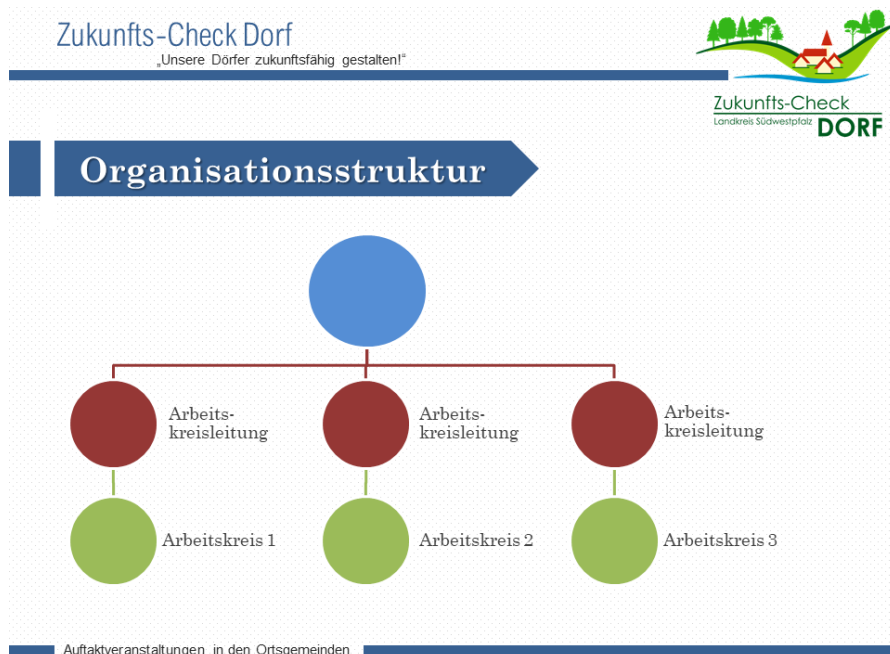 Zukunfts-Check Dorf
„Unsere Dörfer zukunftsfähig gestalten!“
Zukunfts-Check
Landkreis Südwestpfalz DORF
Organisationsstruktur
Arbeits-
kreisleitung
Arbeits-
kreisleitung
Arbeits-
kreisleitung
Arbeitskreis 1
Arbeitskreis 2
Arbeitskreis 3
Auftaktveranstaltungen in den Ortsgemeinden